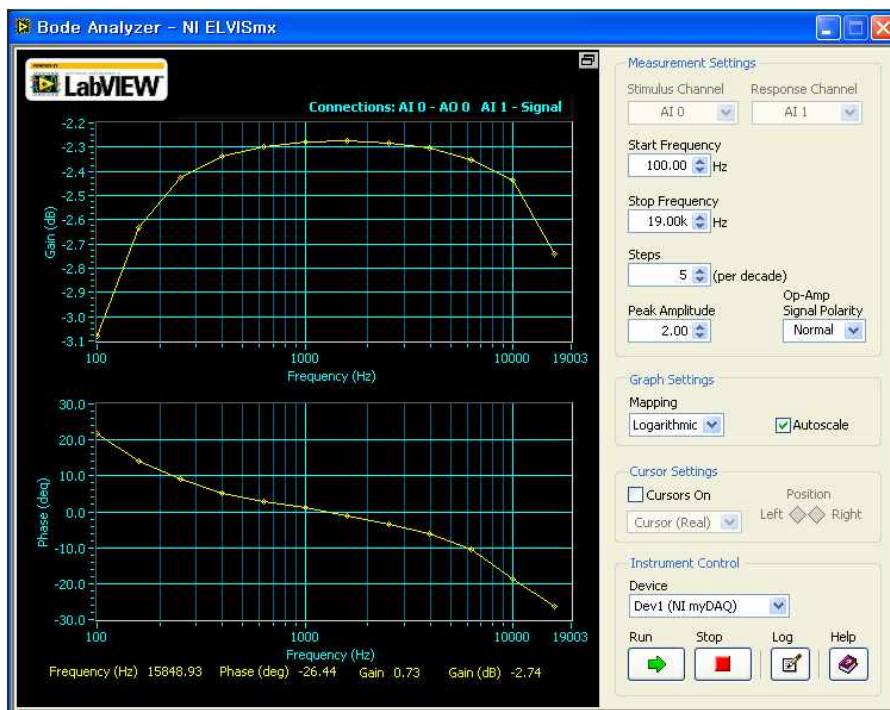 Bode Analyzer - NI ELVISmx
LabVIEW
Connections: AI 0 - AO 0 AI 1 - Signal
-2.2
-2.3
-2.4
-2.5
-2.6
-2.7
-2.8
-2.9
-3.0
-3.1
Gain (dB)
100
1000
10000
19003
Frequency (Hz)
30.0
20.0
10.0
0.0
-10.0
-20.0
-30.0
Phase (deg)
100
1000
10000
19003
Frequency (Hz)
Frequency (Hz) 15848.93 Phase (deg) -26.44 Gain 0.73 Gain (dB) -2.74
Measurement Settings
Stimulus Channel Response Channel
AI 0 AI 1
Start Frequency
100.00 Hz
Stop Frequency
19.00k Hz
Steps
5 (per decade)
Peak Amplitude
2.00
Op-Amp
Signal Polarity
Normal
Graph Settings
Mapping
Logarithmic Autoscale
Cursor Settings
Cursors On Position
Cursor (Real) Left Right
Instrument Control
Device
Dev1 (NI myDAQ)
Run Stop Log Help